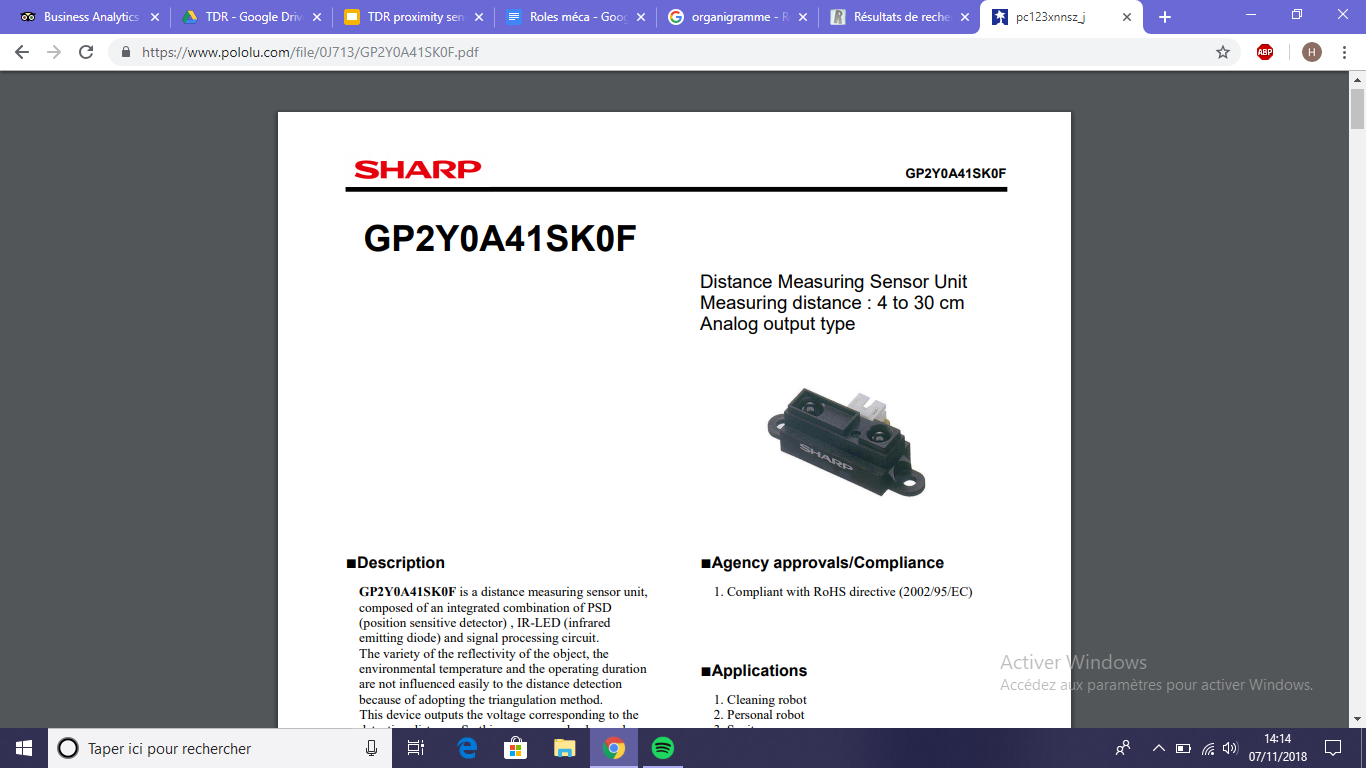 Business Analytics
TDR - Google Driv
TDR proximity sen
Roles méca - Goog
organigramme - R
Résultats de reche
pc123xnnsz_j
https://www.pololu.com/file/0J713/GP2Y0A41SK0F.pdf
ABP
H
SHARP
GP2Y0A41SK0F
GP2Y0A41SK0F
Distance Measuring Sensor Unit
Measuring distance : 4 to 30 cm
Analog output type
SHARP
■Description
GP2Y0A41SK0F is a distance measuring sensor unit,
composed of an integrated combination of PSD
(position sensitive detector) , IR-LED (infrared
emitting diode) and signal processing circuit.
The variety of the reflectivity of the object, the
environmental temperature and the operating duration
are not influenced easily to the distance detection
because of adopting the triangulation method.
This device outputs the voltage corresponding to the
■Agency approvals/Compliance
1. Compliant with RoHS directive (2002/95/EC)
■Applications
1. Cleaning robot
2. Personal robot
Activer Windows
Accédez aux paramètres pour activer Windows.
Taper ici pour rechercher
14:14
07/11/2018